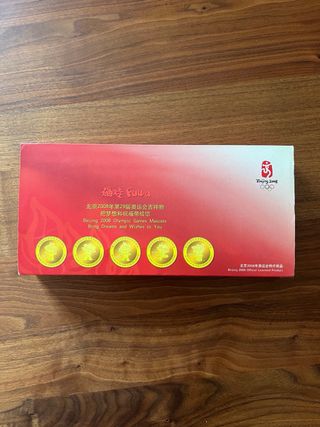 福娃 FUWA
Beijing 2008
北京2008年第29届奥运会吉祥物
把梦想和祝福带给您
Beijing 2008 Olympic Games Mascots
Bring Dreams and Wishes to You
北京2008年奥运会特许商品
Beijing 2008 Official Licensed Product